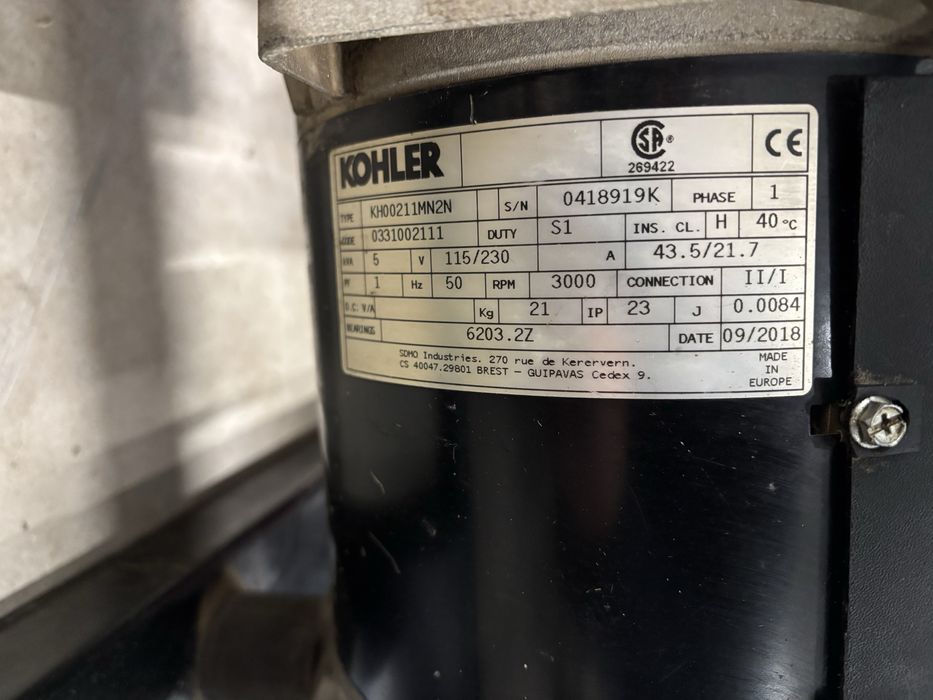 KOHLER SA ® 269422 CE
TYPE KH00211MN2N S/N 0418919K PHASE 1
CODE 0331002111 DUTY S1 INS. CL. H 40 °C
kVA 5 V 115/230 A 43.5/21.7
PF 1 Hz 50 RPM 3000 CONNECTION II/I
D.C. V/A Kg 21 IP 23 J 0.0084
BEARINGS 6203.2Z DATE 09/2018
SDMO Industries. 270 rue de Kerervern.
CS 40047.29801 BREST – GUIPAVAS Cedex 9.
MADE
IN
EUROPE